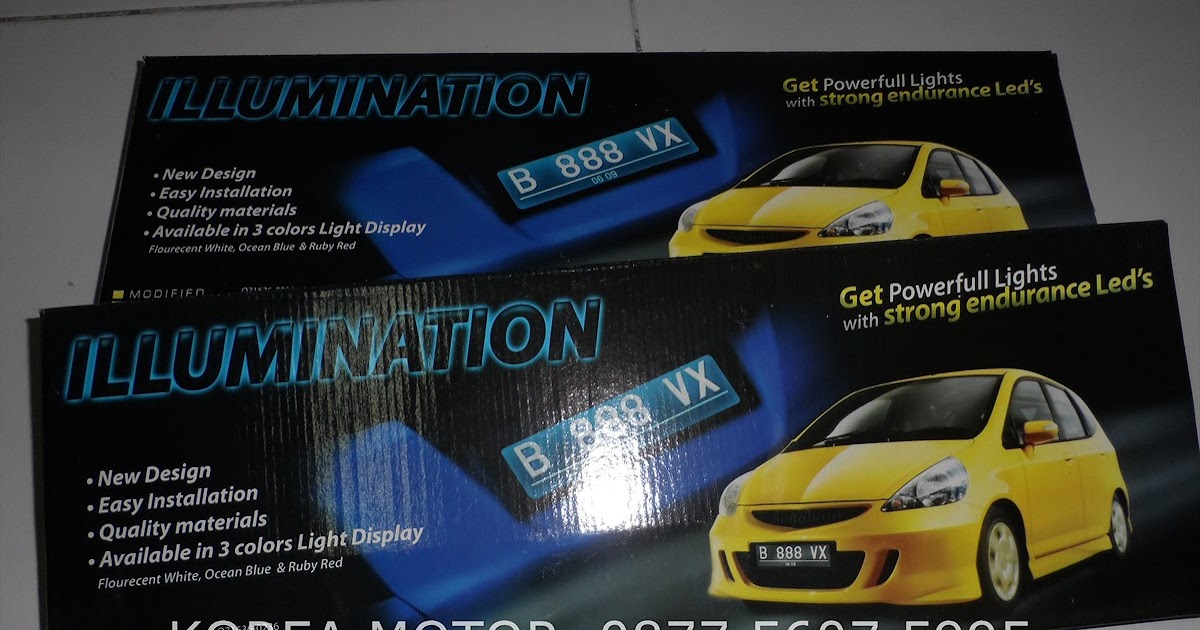 ILLUMINATION
Get Powerfull Lights
with strong endurance Led's
B 888 VX
06 09
• New Design
• Easy Installation
• Quality materials
• Available in 3 colors Light Display
Flourecent White, Ocean Blue & Ruby Red
MODIFIED
ILLUMINATION
Get Powerfull Lights
with strong endurance Led's
B 888 VX
• New Design
• Easy Installation
• Quality materials
• Available in 3 colors Light Display
Flourecent White, Ocean Blue & Ruby Red
B 888 VX